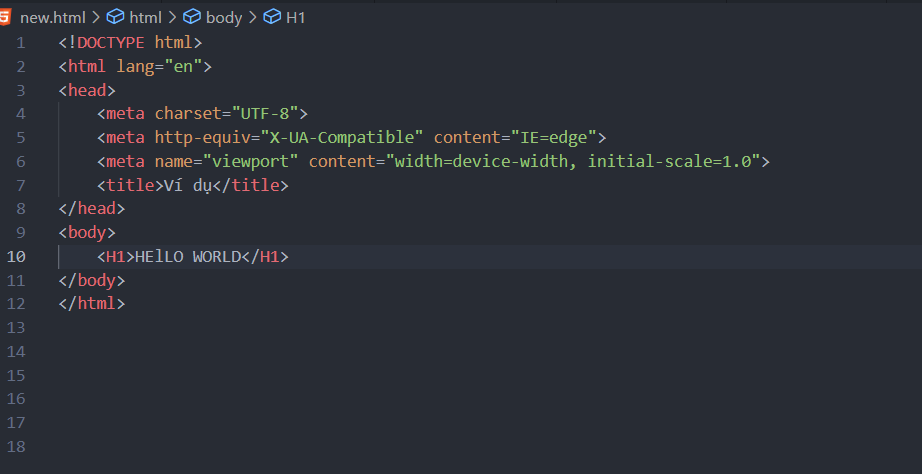 new.html > html > body > H1
1 <!DOCTYPE html>
2 <html lang="en">
3 <head>
4 <meta charset="UTF-8">
5 <meta http-equiv="X-UA-Compatible" content="IE=edge">
6 <meta name="viewport" content="width=device-width, initial-scale=1.0">
7 <title>Ví dụ</title>
8 </head>
9 <body>
10 <H1>HElLO WORLD</H1>
11 </body>
12 </html>
13
14
15
16
17
18